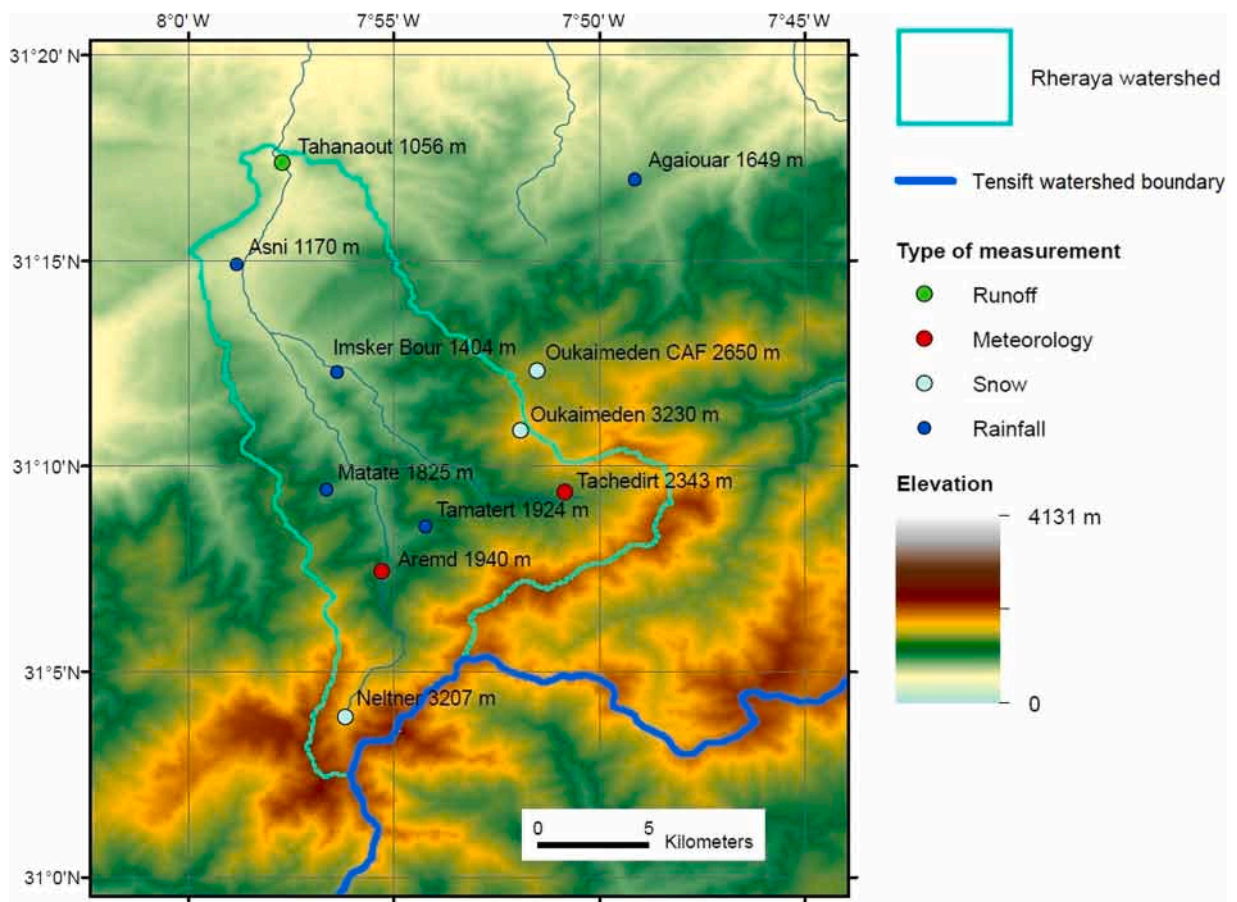 8°0' W 7°55' W 7°50' W 7°45' W
31°20' N
31°15' N
31°10' N
31°5' N
31°0' N
Tahanaout 1056 m
Agaiouar 1649 m
Asni 1170 m
Imsker Bour 1404 m
Oukaimeden CAF 2650 m
Oukaimeden 3230 m
Matate 1825 m
Tachedirt 2343 m
Tamatert 1924 m
Aremd 1940 m
Neltner 3207 m
0 5
Kilometers
Rheraya watershed
Tensift watershed boundary
Type of measurement
Runoff
Meteorology
Snow
Rainfall
Elevation
4131 m
0